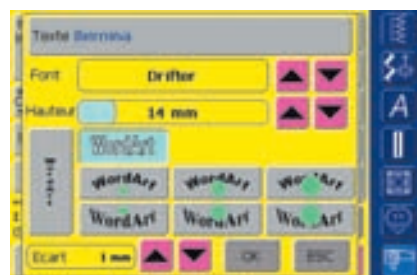 Texte Bernina
Font Drifter
Hauteur 14 mm
WordArt
WordArt
WordArt WordArt WordArt
WordArt WordArt WordArt
Ecart 1 mm OK ESC
A